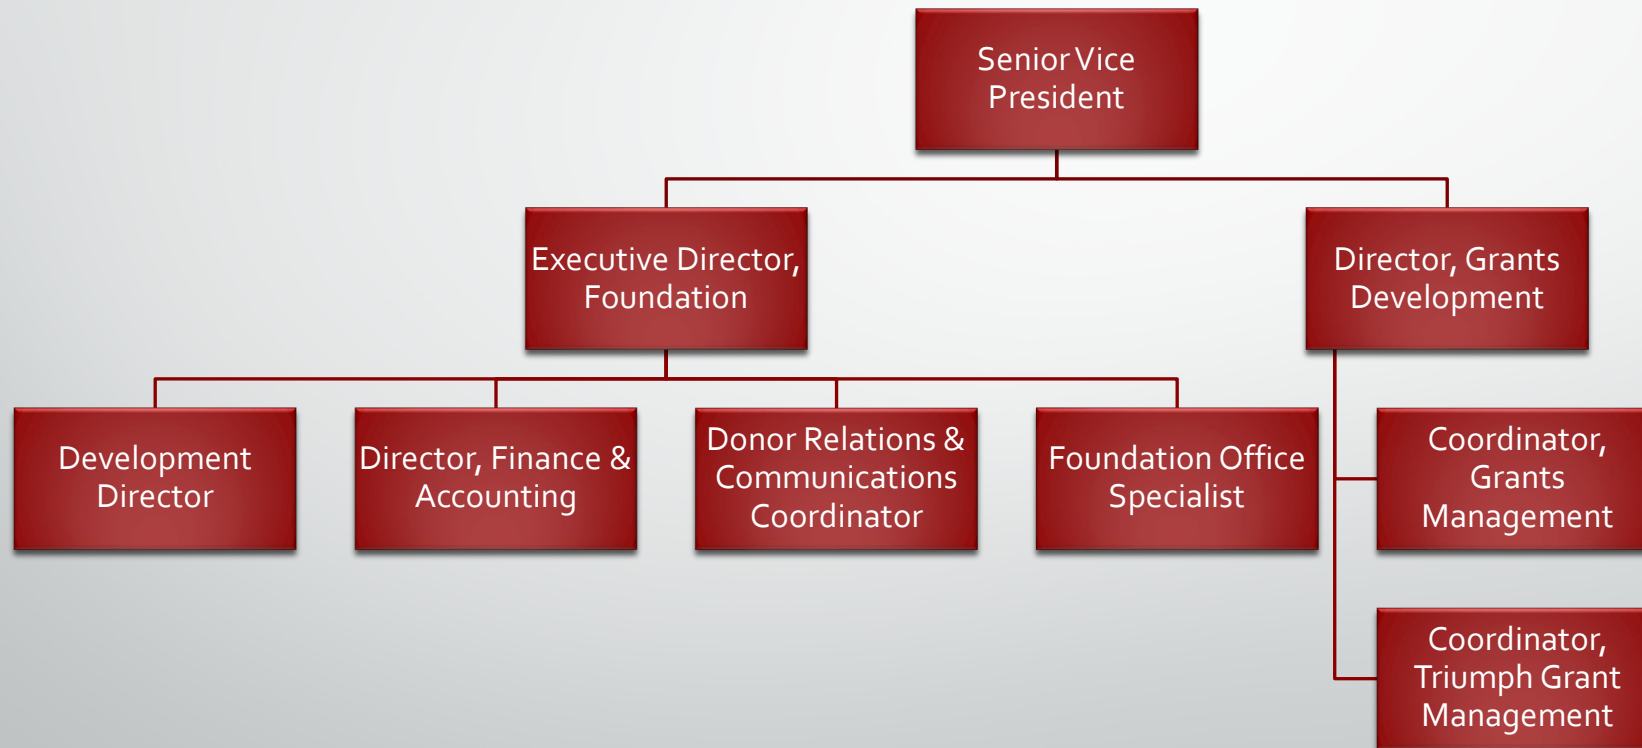 Senior Vice
President
Executive Director,
Foundation
Director, Grants
Development
Development
Director
Director, Finance &
Accounting
Donor Relations &
Communications
Coordinator
Foundation Office
Specialist
Coordinator,
Grants
Management
Coordinator,
Triumph Grant
Management